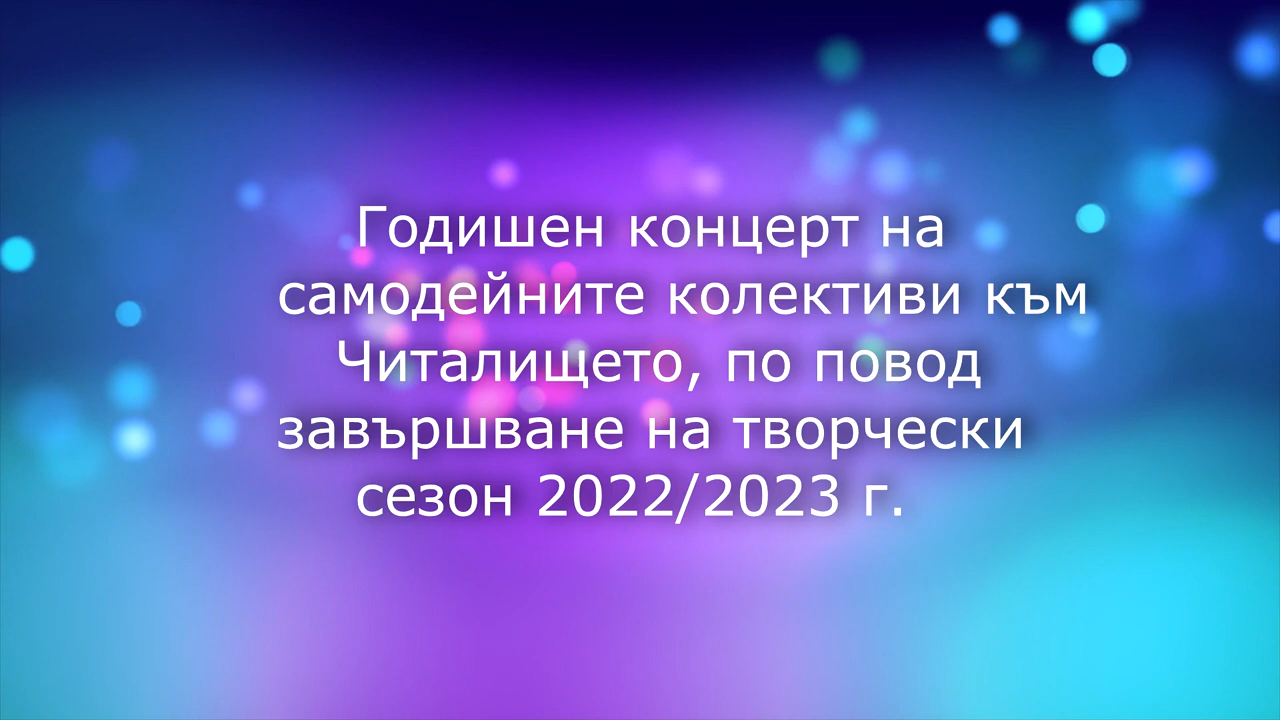 Годишен концерт на
самодейните колективи към
Читалището, по повод
завършване на творчески
сезон 2022/2023 г.